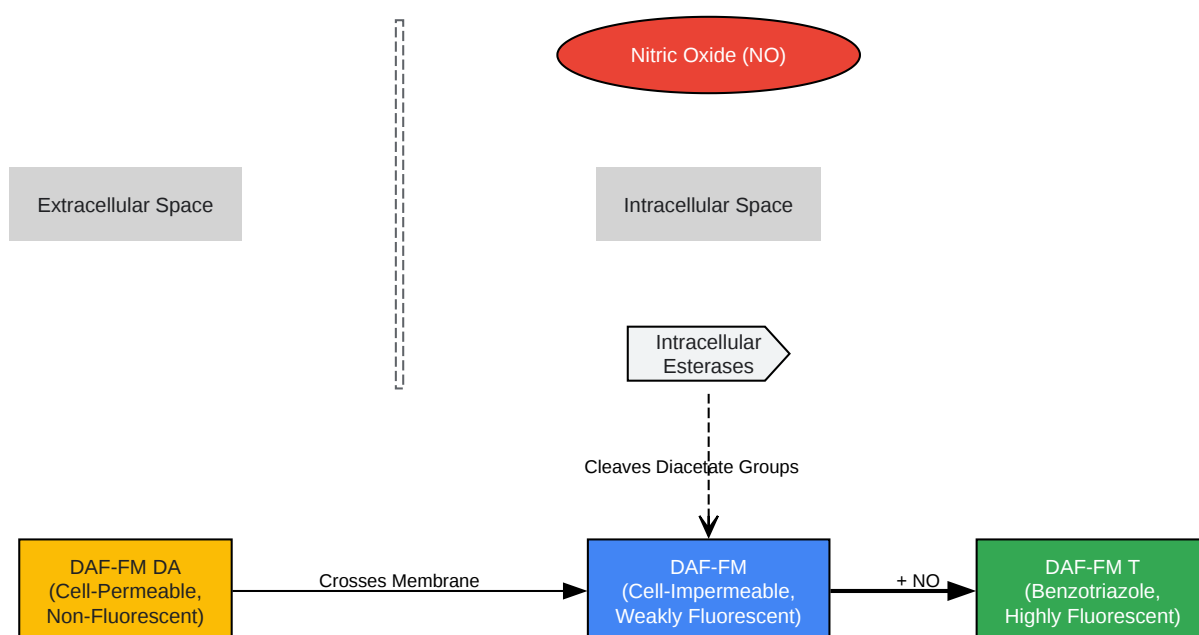 Nitric Oxide (NO)
Extracellular Space
Intracellular Space
Intracellular
Esterases
Cleaves Diacetate Groups
DAF-FM DA
(Cell-Permeable,
Non-Fluorescent)
Crosses Membrane
DAF-FM
(Cell-Impermeable,
Weakly Fluorescent)
+ NO
DAF-FM T
(Benzotriazole,
Highly Fluorescent)